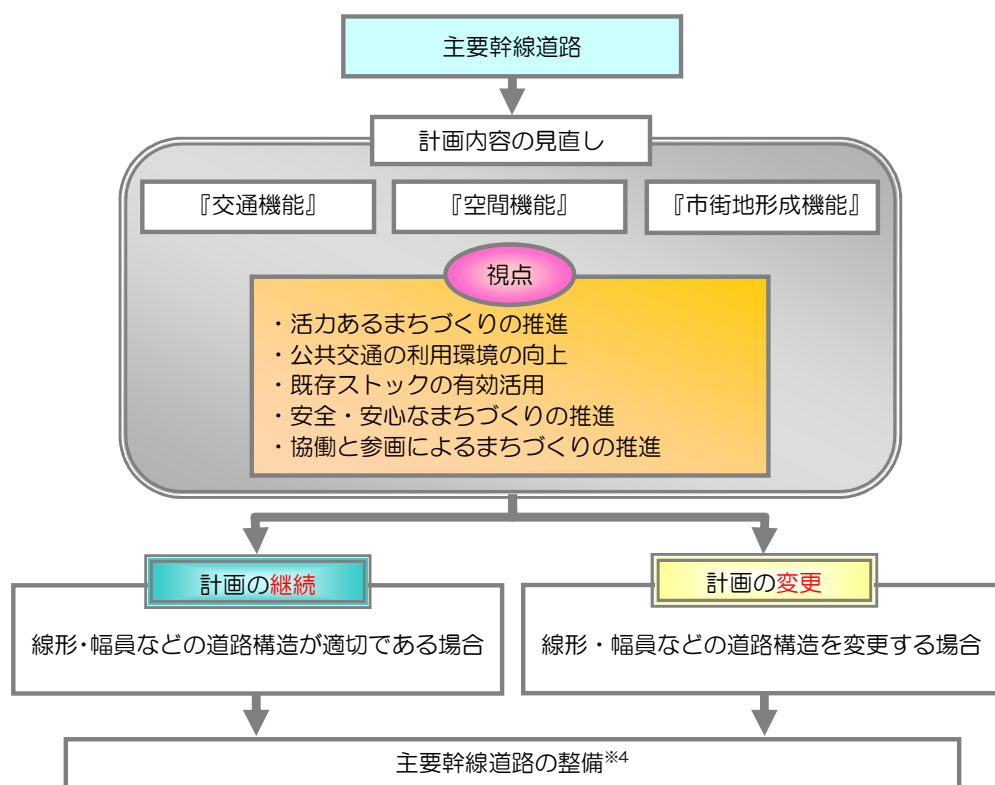 主要幹線道路
計画内容の見直し
『交通機能』
『空間機能』
『市街地形成機能』
視点
・活力あるまちづくりの推進
・公共交通の利用環境の向上
・既存ストックの有効活用
・安全・安心なまちづくりの推進
・協働と参画によるまちづくりの推進
計画の継続
線形・幅員などの道路構造が適切である場合
計画の変更
線形・幅員などの道路構造を変更する場合
主要幹線道路の整備※4